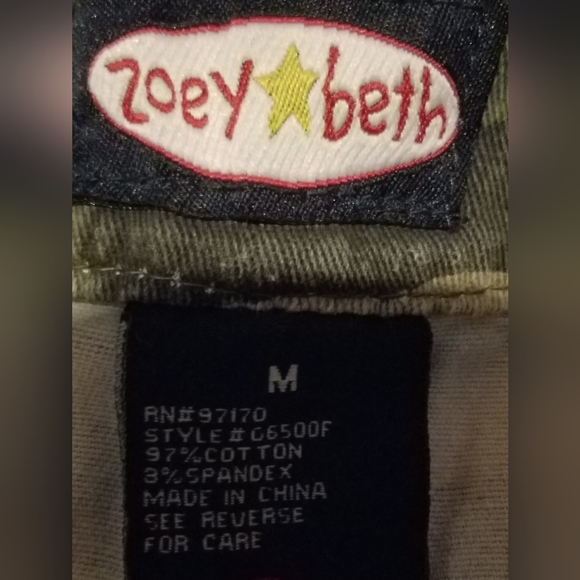 zoey beth
M
RN#97170
STYLE#G6500F
97%COTTON
3%SPANDEX
MADE IN CHINA
SEE REVERSE
FOR CARE